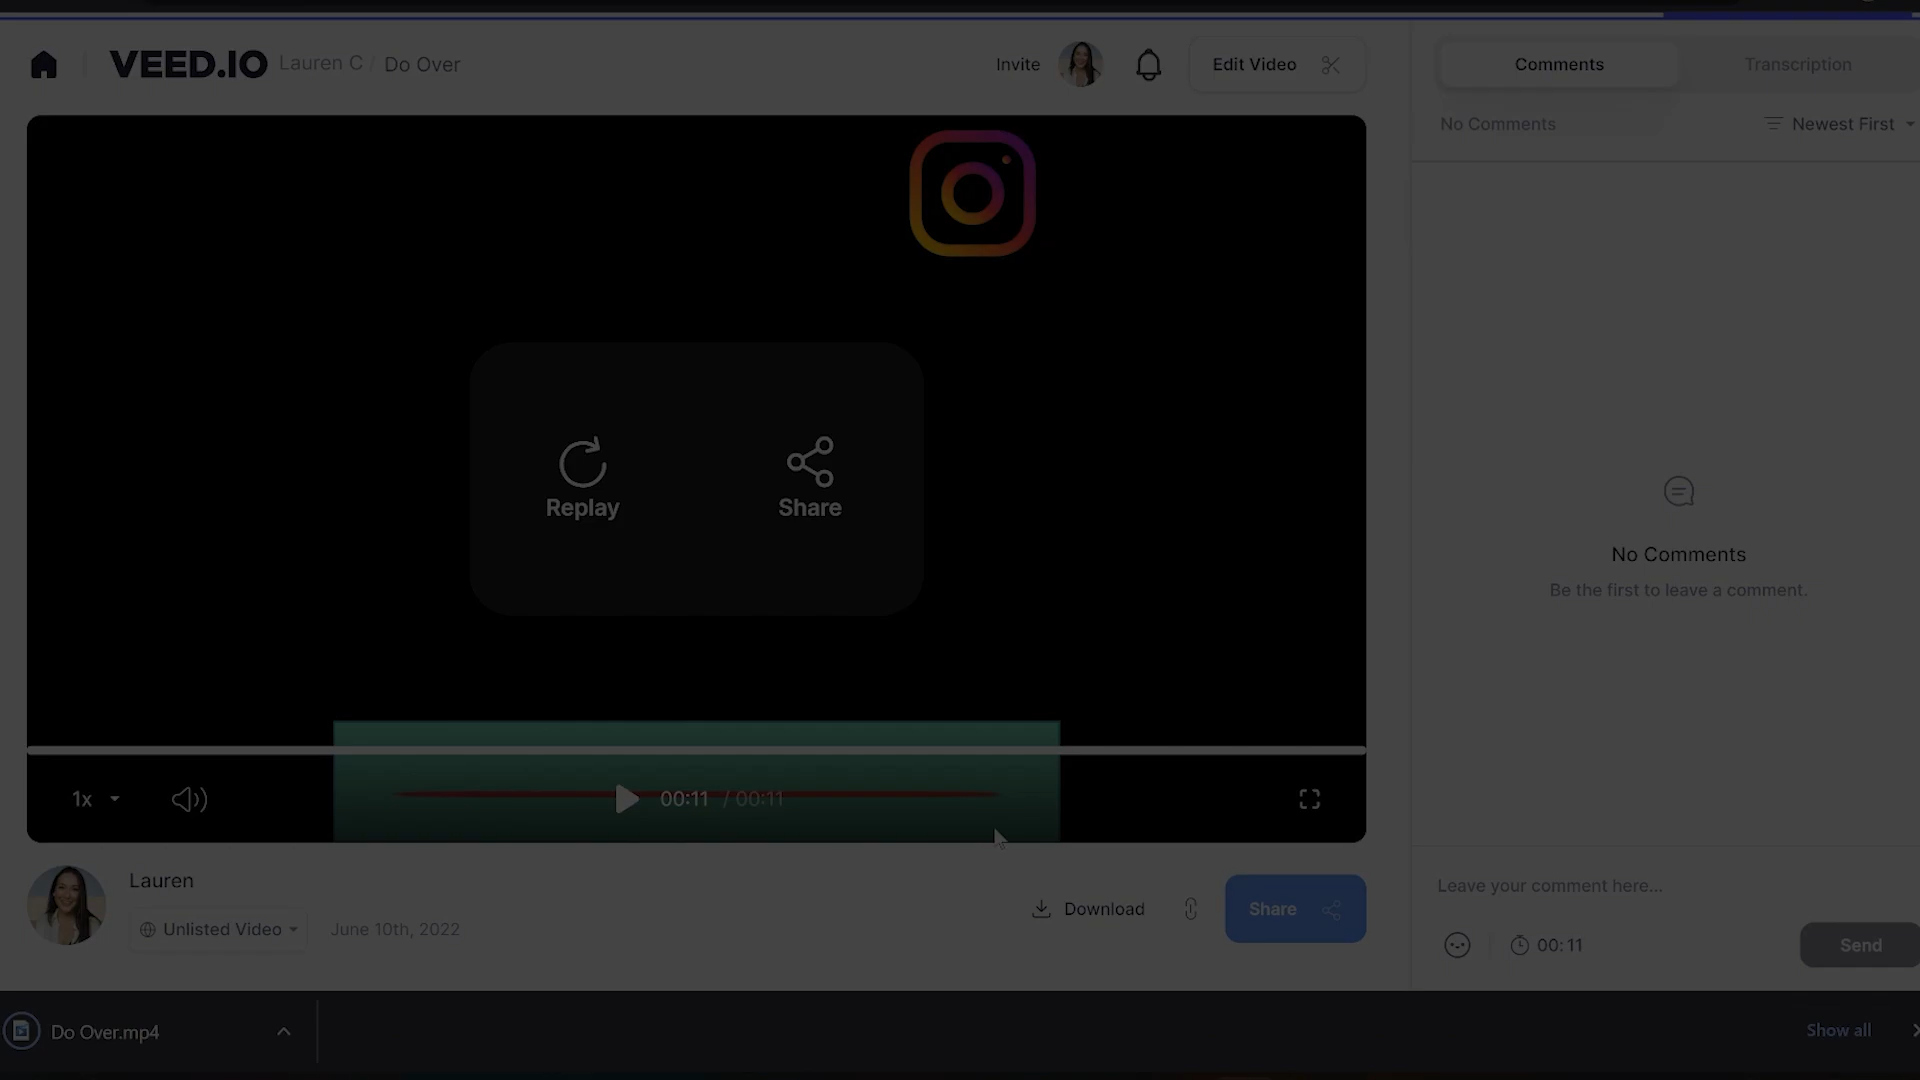 VEED.IO Lauren C / Do Over
Invite
Edit Video
Comments
Transcription
No Comments
Newest First
Replay
Share
No Comments
Be the first to leave a comment.
1x
00:11 / 00:11
Lauren
Unlisted Video
June 10th, 2022
Download
Share
Leave your comment here...
00:11
Send
Do Over.mp4
Show all